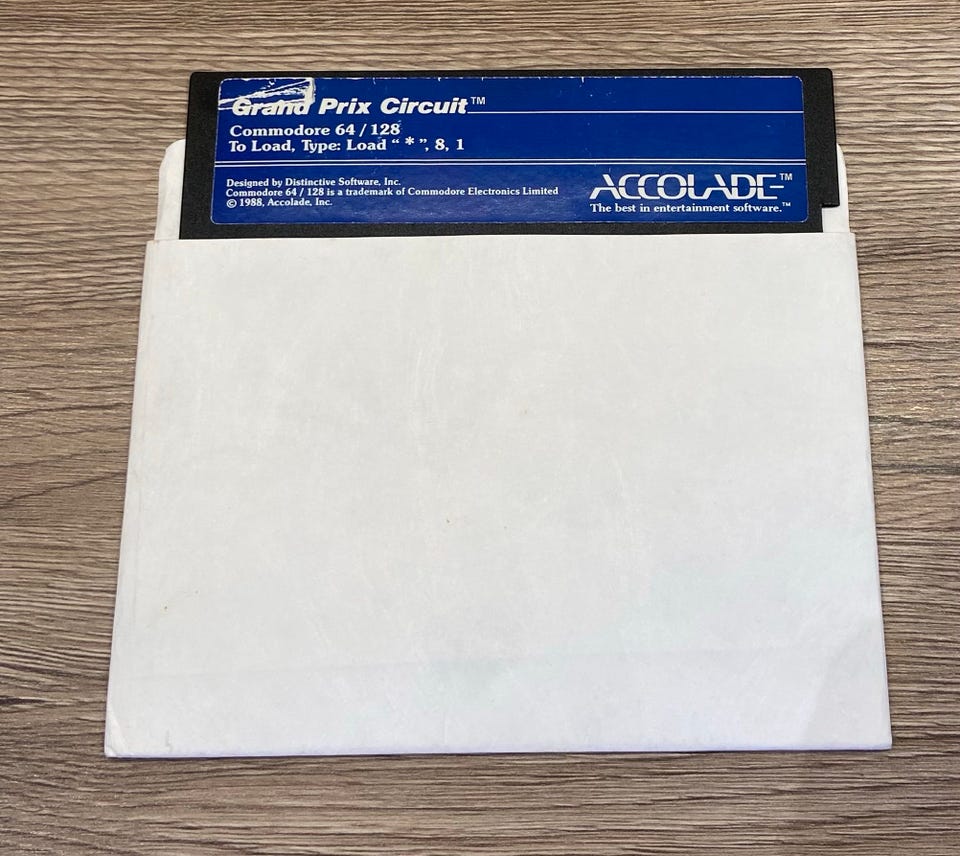 Grand Prix Circuit™
Commodore 64 / 128
To Load, Type: Load “ * ”, 8, 1
Designed by Distinctive Software, Inc.
Commodore 64 / 128 is a trademark of Commodore Electronics Limited
© 1988, Accolade, Inc.
ACCOLADE™
The best in entertainment software.™